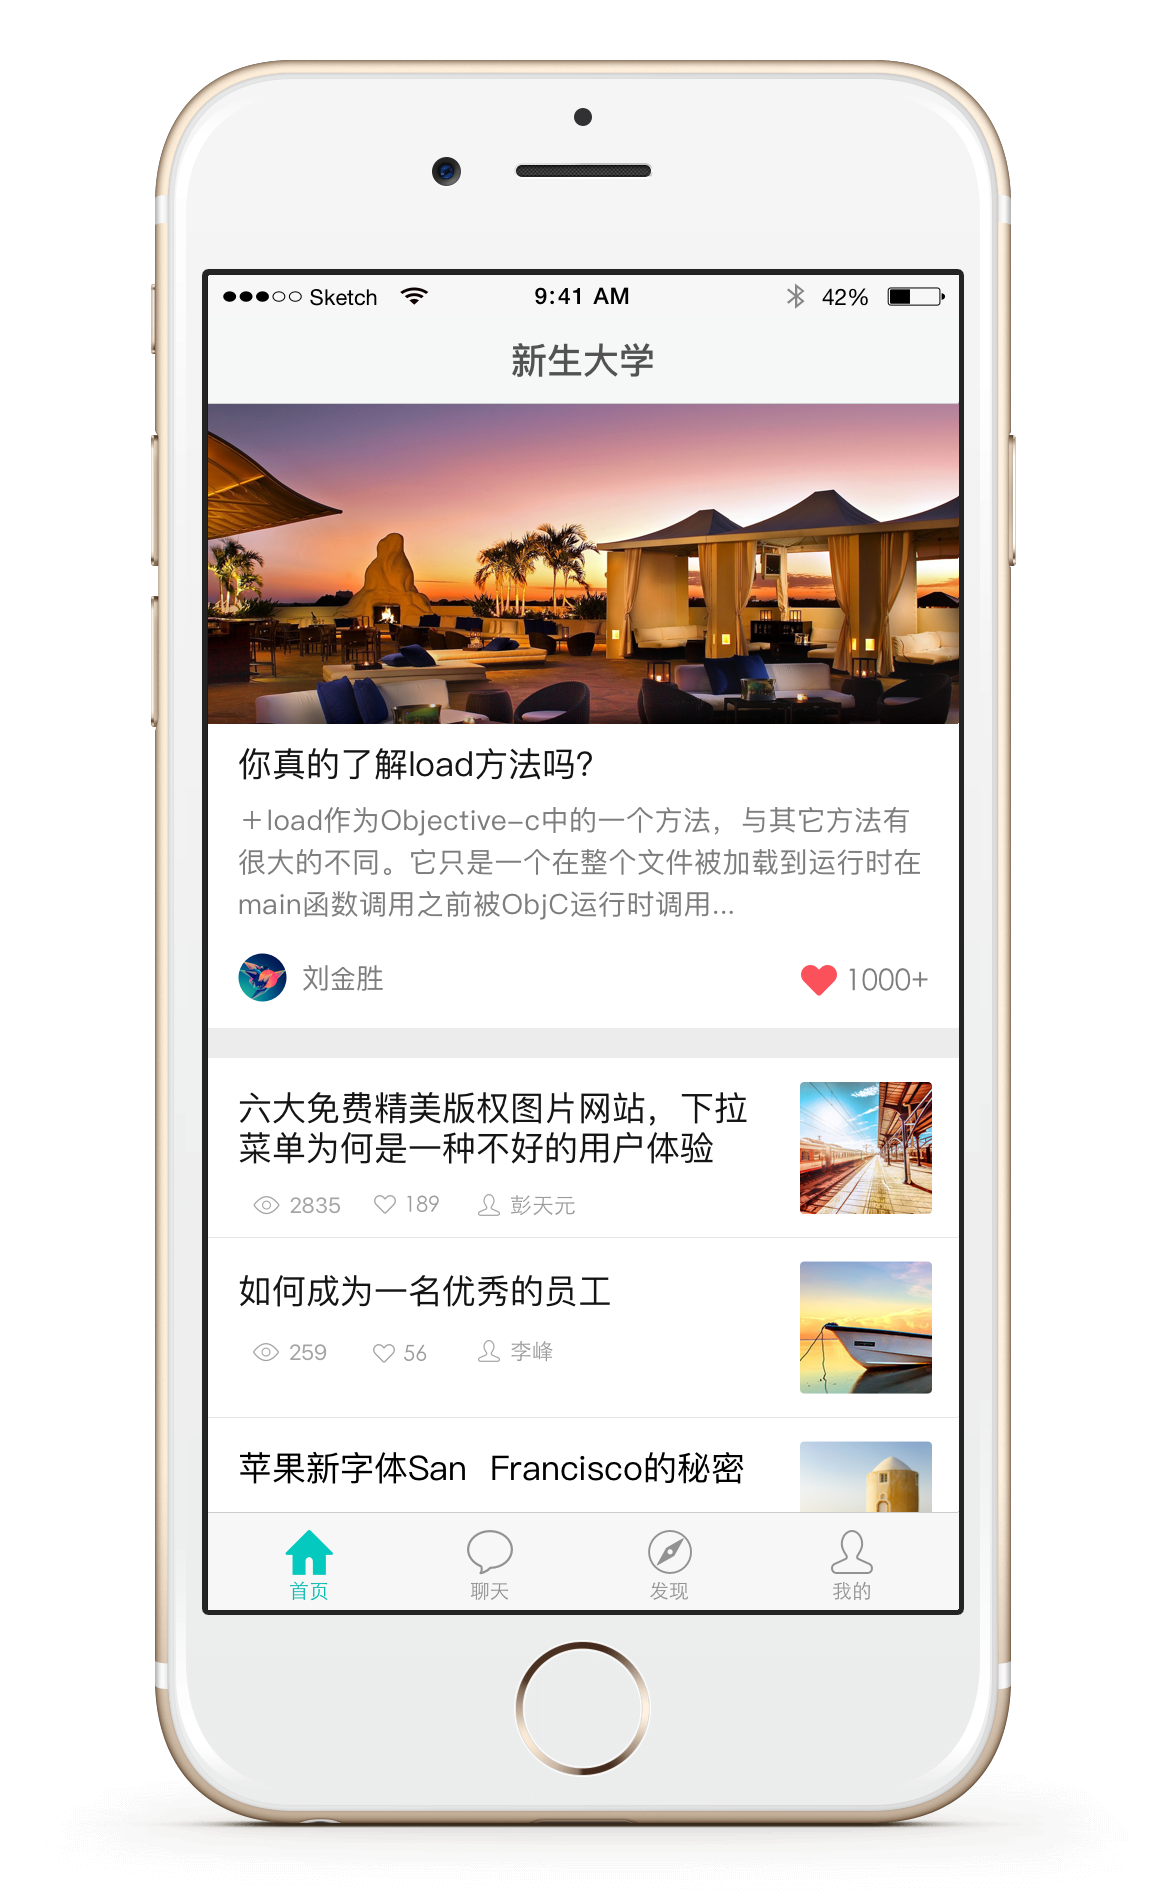 Sketch 9:41 AM 42%
新生大学
你真的了解load方法吗?
+load作为Objective-c中的一个方法，与其它方法有
很大的不同。它只是一个在整个文件被加载到运行时在
main函数调用之前被ObjC运行时调用...
刘金胜 1000+
六大免费精美版权图片网站，下拉
菜单为何是一种不好的用户体验
2835 189 彭天元
如何成为一名优秀的员工
259 56 李峰
苹果新字体San Francisco的秘密
首页 聊天 发现 我的